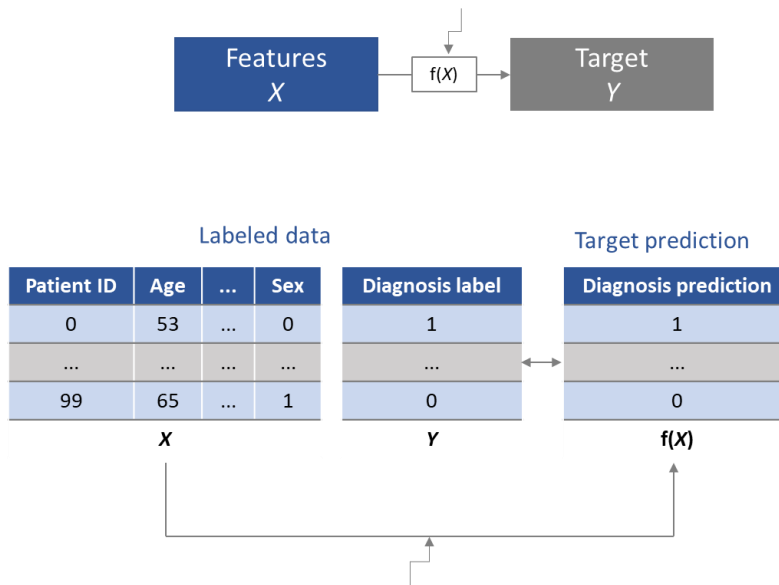 Features
X
f(X)
Target
Y
Labeled data
Target prediction
Patient ID Age ... Sex
Diagnosis label
Diagnosis prediction
0 53 ... 0
1
1
... ... ... ...
...
...
99 65 ... 1
0
0
X
Y
f(X)